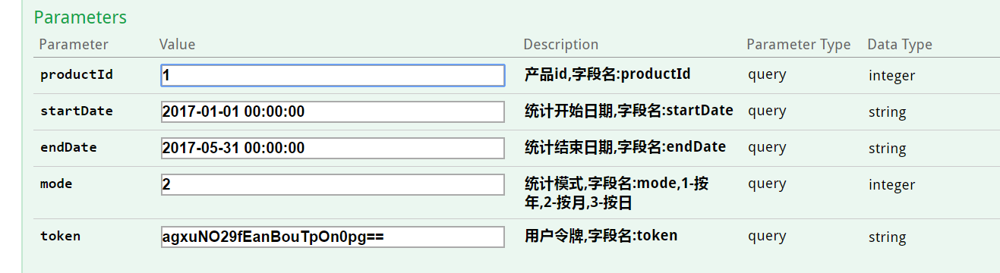 Parameters
Parameter Value Description Parameter Type Data Type
productId 1 产品id,字段名:productId query integer
startDate 2017-01-01 00:00:00 统计开始日期,字段名:startDate query string
endDate 2017-05-31 00:00:00 统计结束日期,字段名:endDate query string
mode 2 统计模式,字段名:mode,1-按 query integer
年,2-按月,3-按日
token agxuNO29fEanBouTpOn0pg== 用户令牌,字段名:token query string